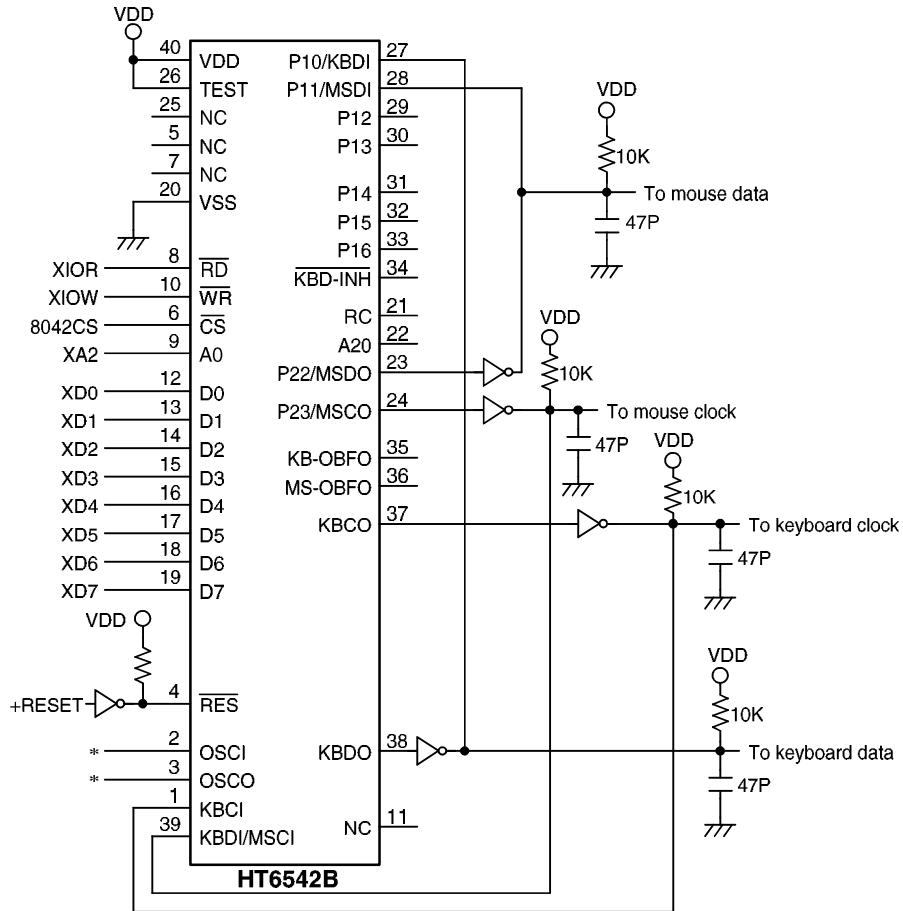 VDD
40 VDD
26 TEST
25 NC
5 NC
7 NC
20 VSS
XIOR 8 RD
XIOW 10 WR
8042CS 6 CS
XA2 9 A0
XD0 12 D0
XD1 13 D1
XD2 14 D2
XD3 15 D3
XD4 16 D4
XD5 17 D5
XD6 18 D6
XD7 19 D7
VDD
+RESET 4 RES
* 2 OSCI
* 3 OSCO
1 KBCI
39 KBDI/MSCI
P10/KBDI 27
P11/MSDI 28
P12 29
P13 30
P14 31
P15 32
P16 33
KBD-INH 34
RC 21
A20 22
P22/MSDO 23
P23/MSCO 24
KB-OBFO 35
MS-OBFO 36
KBCO 37
KBDO 38
NC 11
HT6542B
VDD
10K
To mouse data
47P
VDD
10K
To mouse clock
47P
VDD
10K
To keyboard clock
47P
VDD
10K
To keyboard data
47P